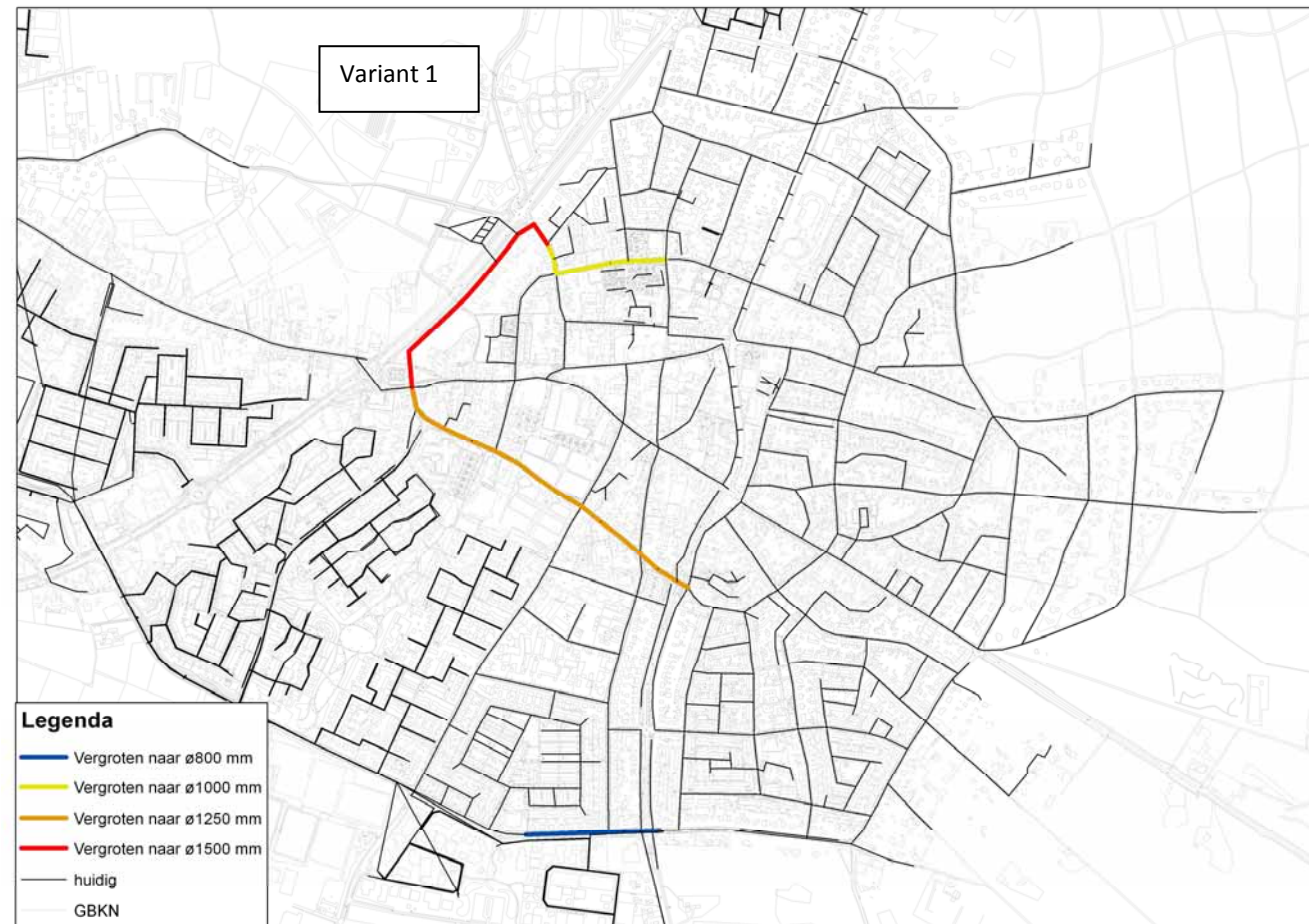 Variant 1
Legenda
Vergroten naar ø800 mm
Vergroten naar ø1000 mm
Vergroten naar ø1250 mm
Vergroten naar ø1500 mm
huidig
GBKN